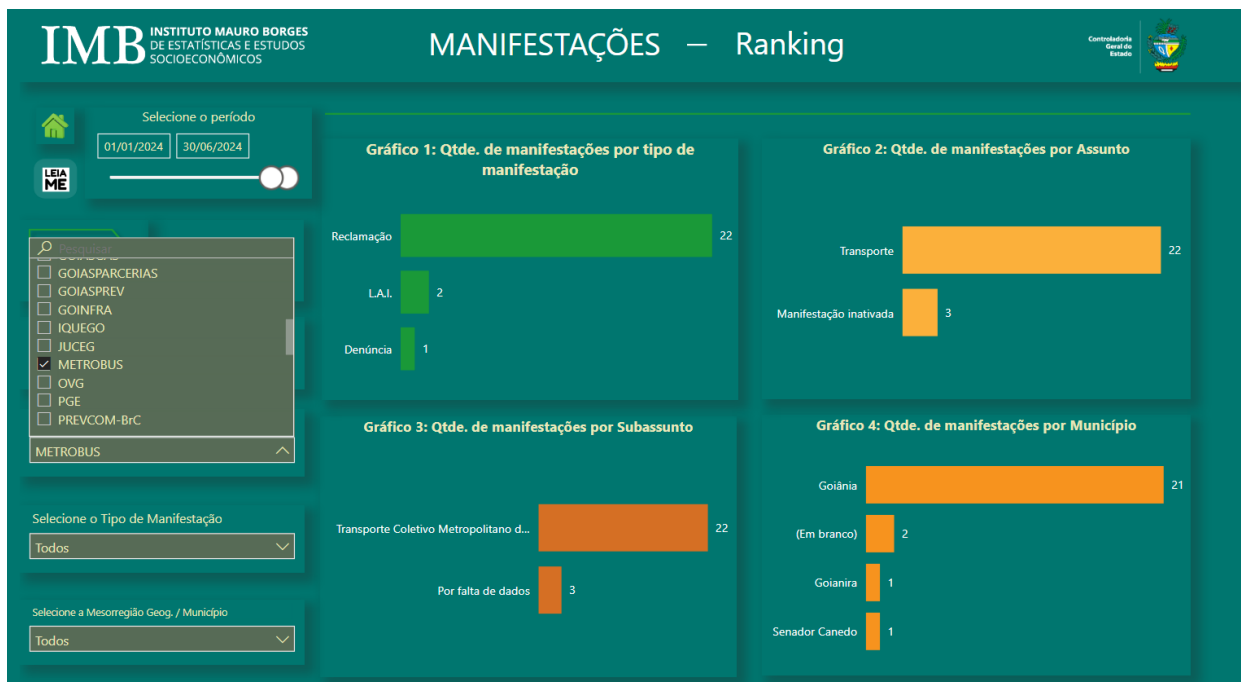 IMB
INSTITUTO MAURO BORGES
DE ESTATÍSTICAS E ESTUDOS
SOCIOECONÔMICOS
MANIFESTAÇÕES – Ranking
Controladoria
Geral do
Estado
Selecione o período
01/01/2024 30/06/2024
LEIA
ME
Pesquisar
GOIASPARCERIAS
GOIASPREV
GOINFRA
IQUEGO
JUCEG
METROBUS
OVG
PGE
PREVCOM-BrC
METROBUS
Selecione o Tipo de Manifestação
Todos
Selecione a Mesorregião Geog. / Município
Todos
Gráfico 1: Qtde. de manifestações por tipo de
manifestação
Reclamação 22
L.A.I. 2
Denúncia 1
Gráfico 2: Qtde. de manifestações por Assunto
Transporte 22
Manifestação inativada 3
Gráfico 3: Qtde. de manifestações por Subassunto
Transporte Coletivo Metropolitano d... 22
Por falta de dados 3
Gráfico 4: Qtde. de manifestações por Município
Goiânia 21
(Em branco) 2
Goianira 1
Senador Canedo 1